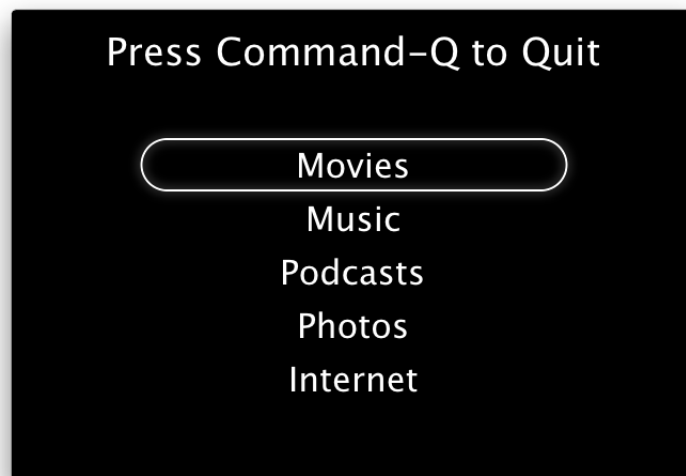 Press Command-Q to Quit
Movies
Music
Podcasts
Photos
Internet